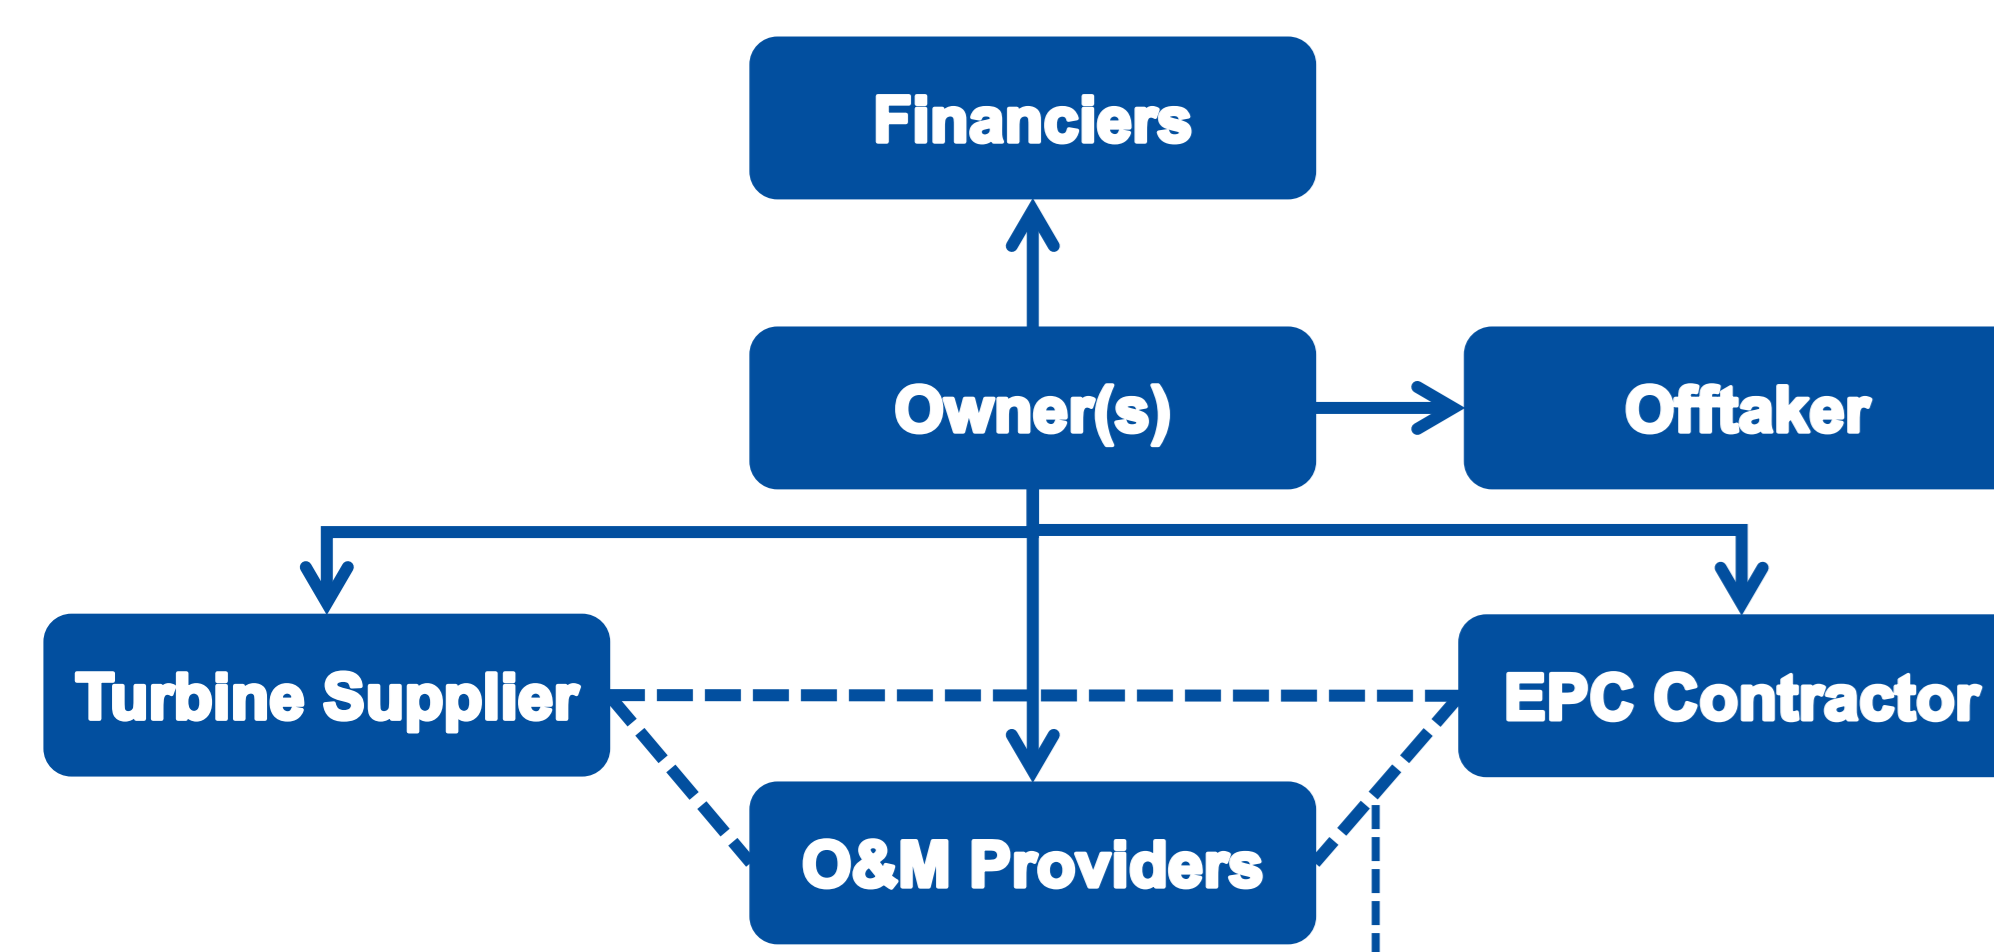 Financiers
Owner(s)
Offtaker
Turbine Supplier
EPC Contractor
O&M Providers